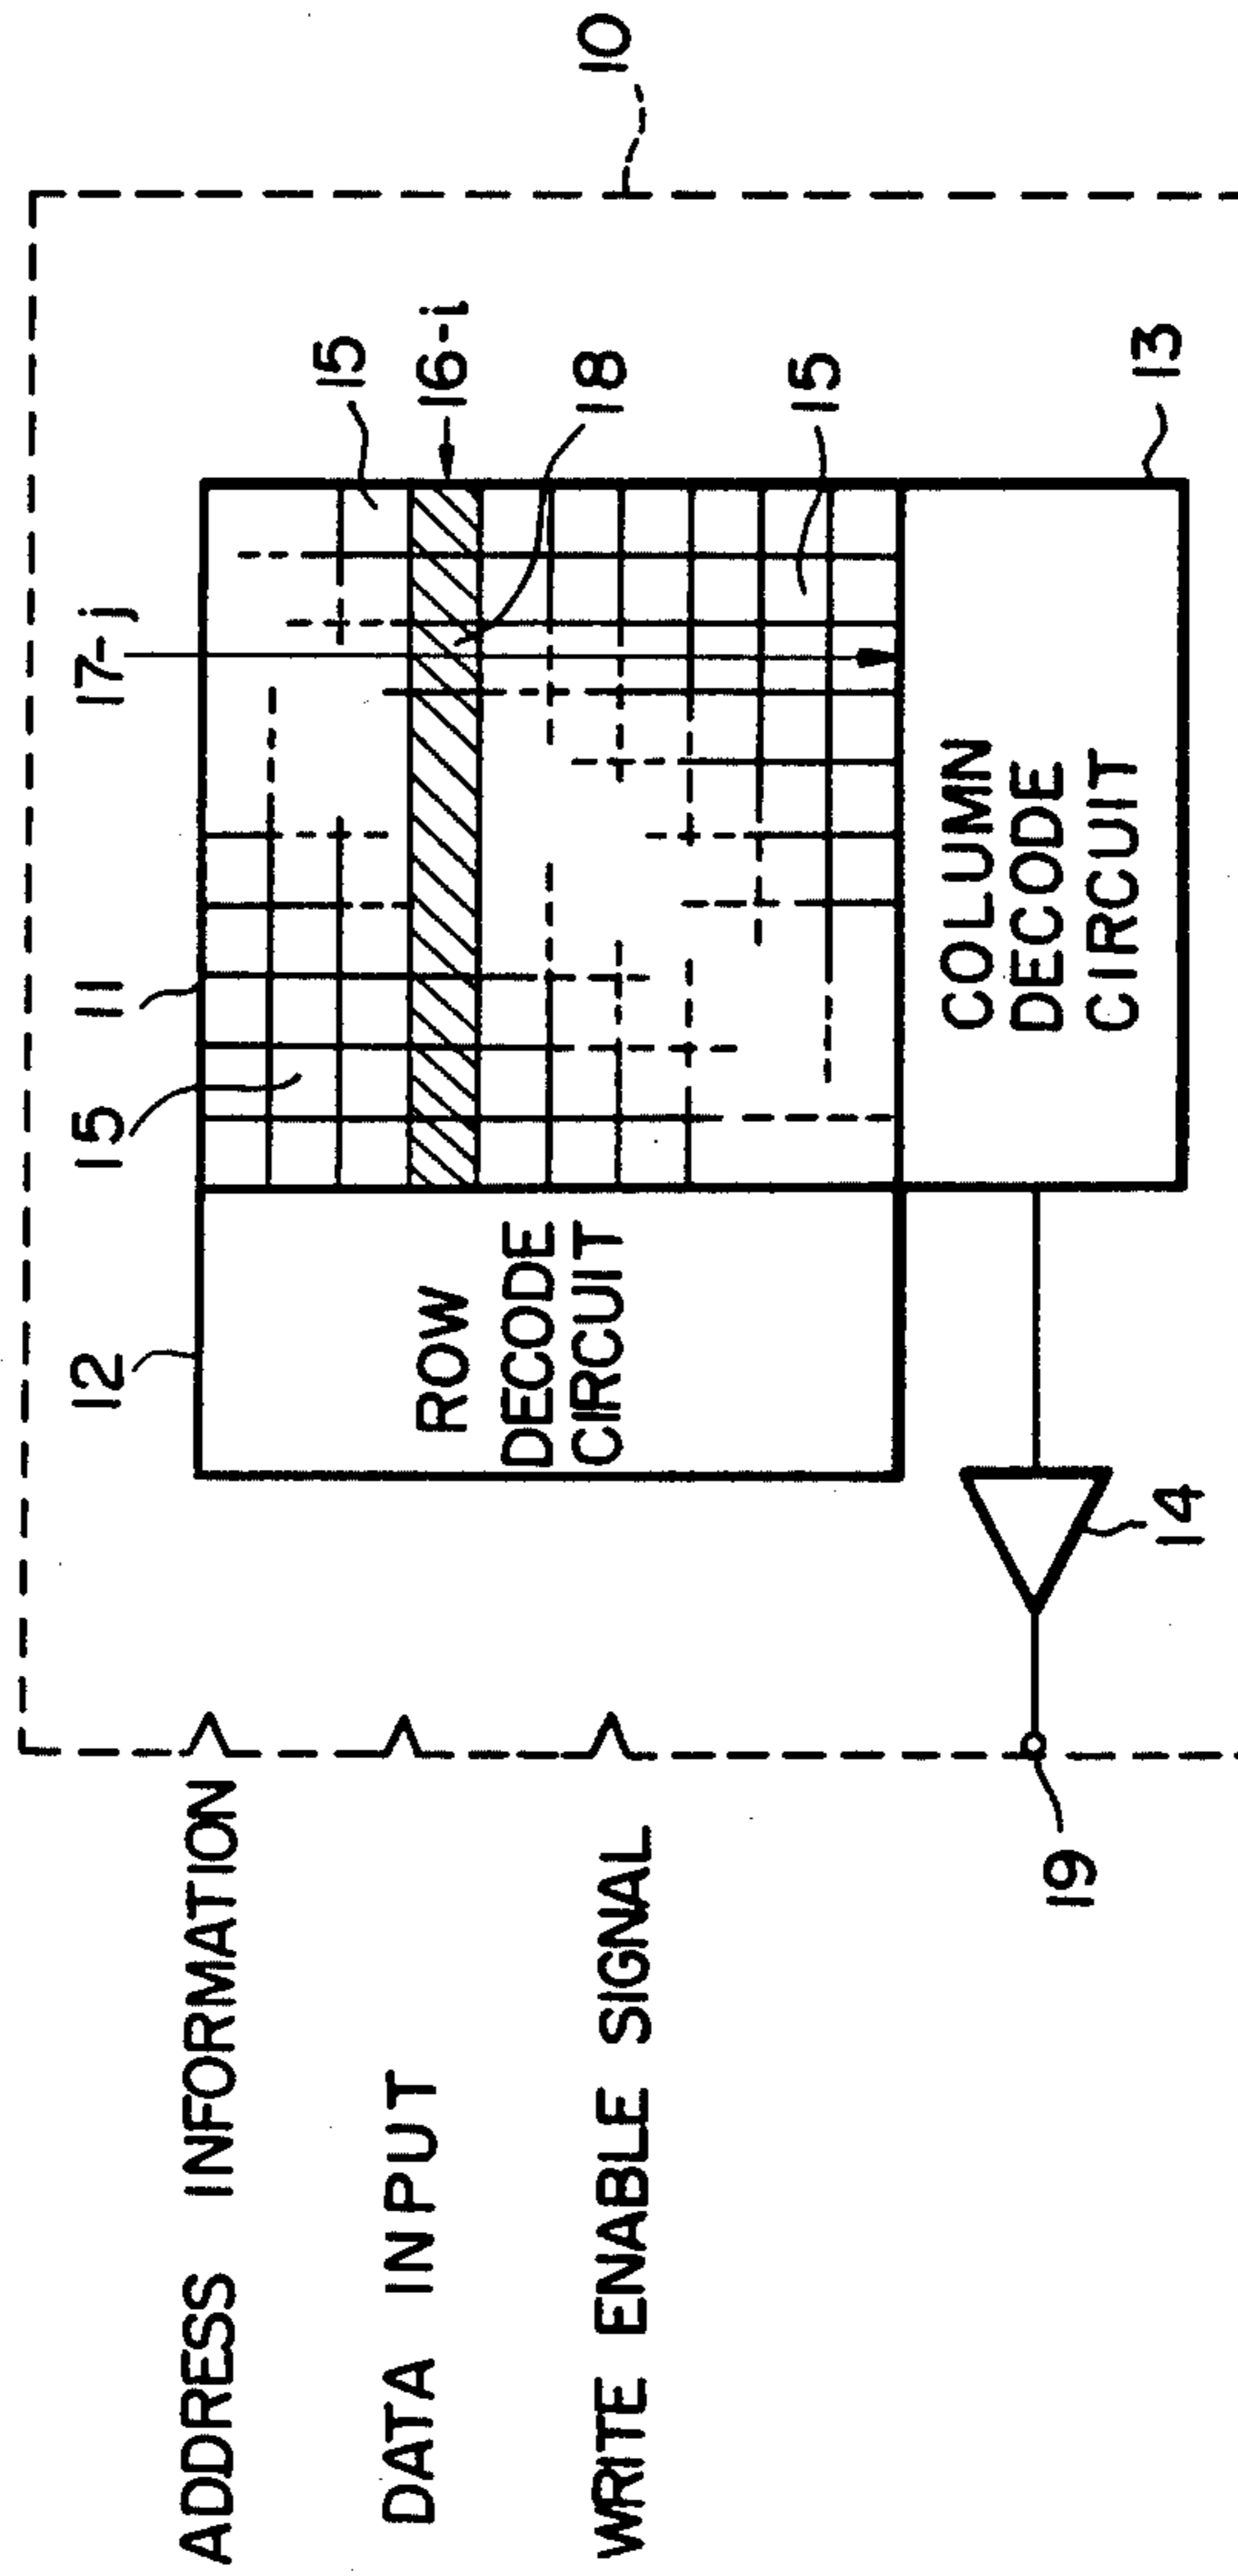 ADDRESS INFORMATION
DATA INPUT
WRITE ENABLE SIGNAL
12
15
11
17-j
10
ROW
DECODE
CIRCUIT
15
16-i
18
15
COLUMN
DECODE
CIRCUIT
13
19
14